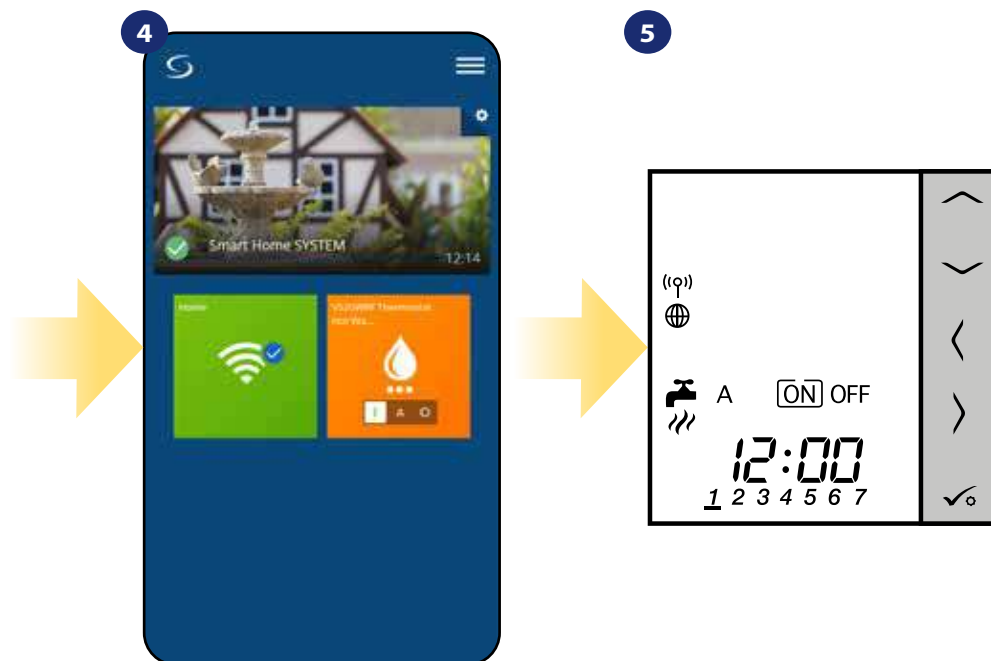 4
5
Smart Home SYSTEM
12:14
Home
Thermostat
I A O
A ON OFF
12:00
1 2 3 4 5 6 7